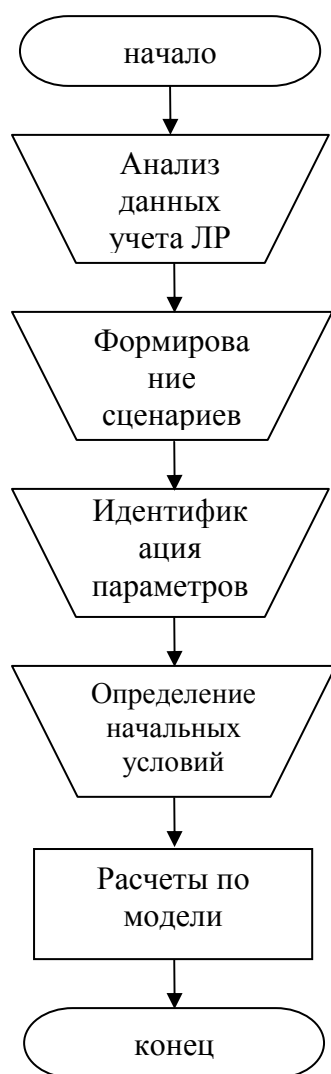 начало
Анализ
данных
учета ЛР
Формирова
ние
сценариев
Идентифик
ация
параметров
Определение
начальных
условий
Расчеты по
модели
конец